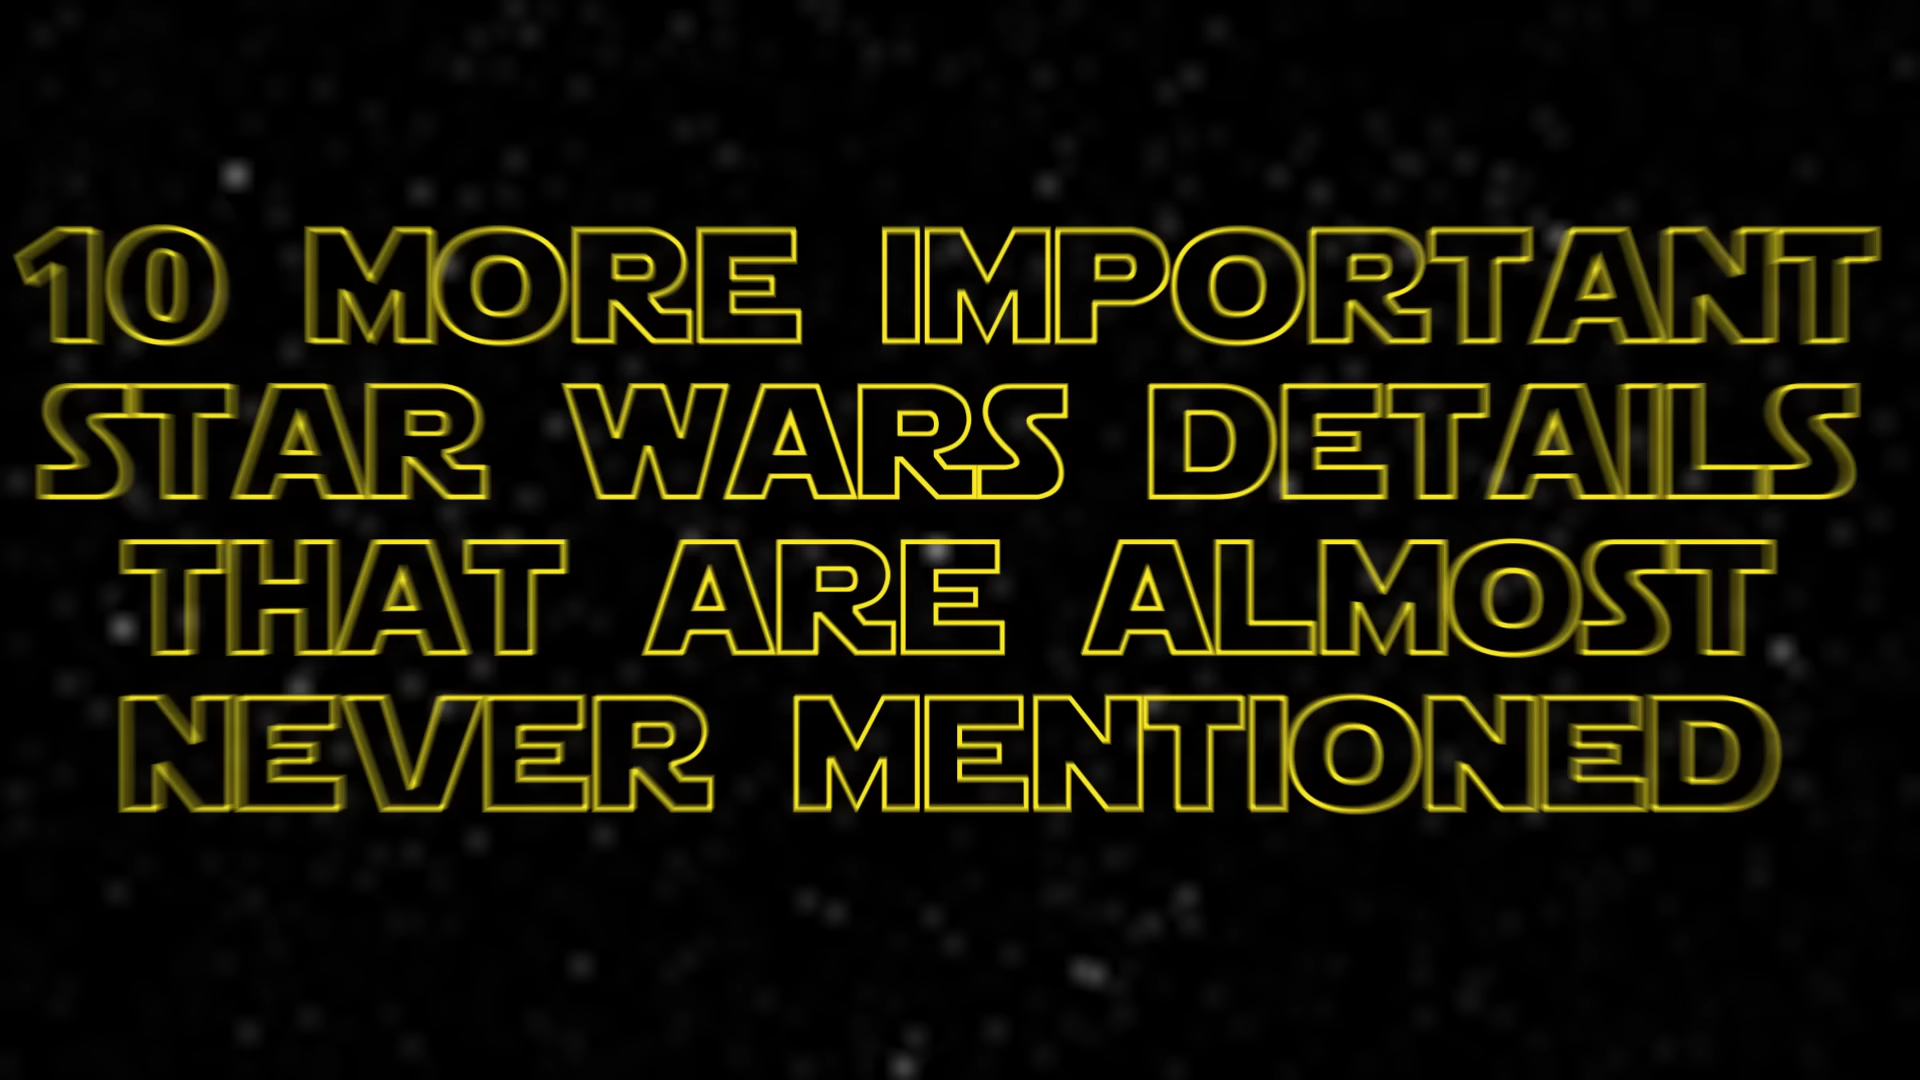 10 MORE IMPORTANT
STAR WARS DETAILS
THAT ARE ALMOST
NEVER MENTIONED